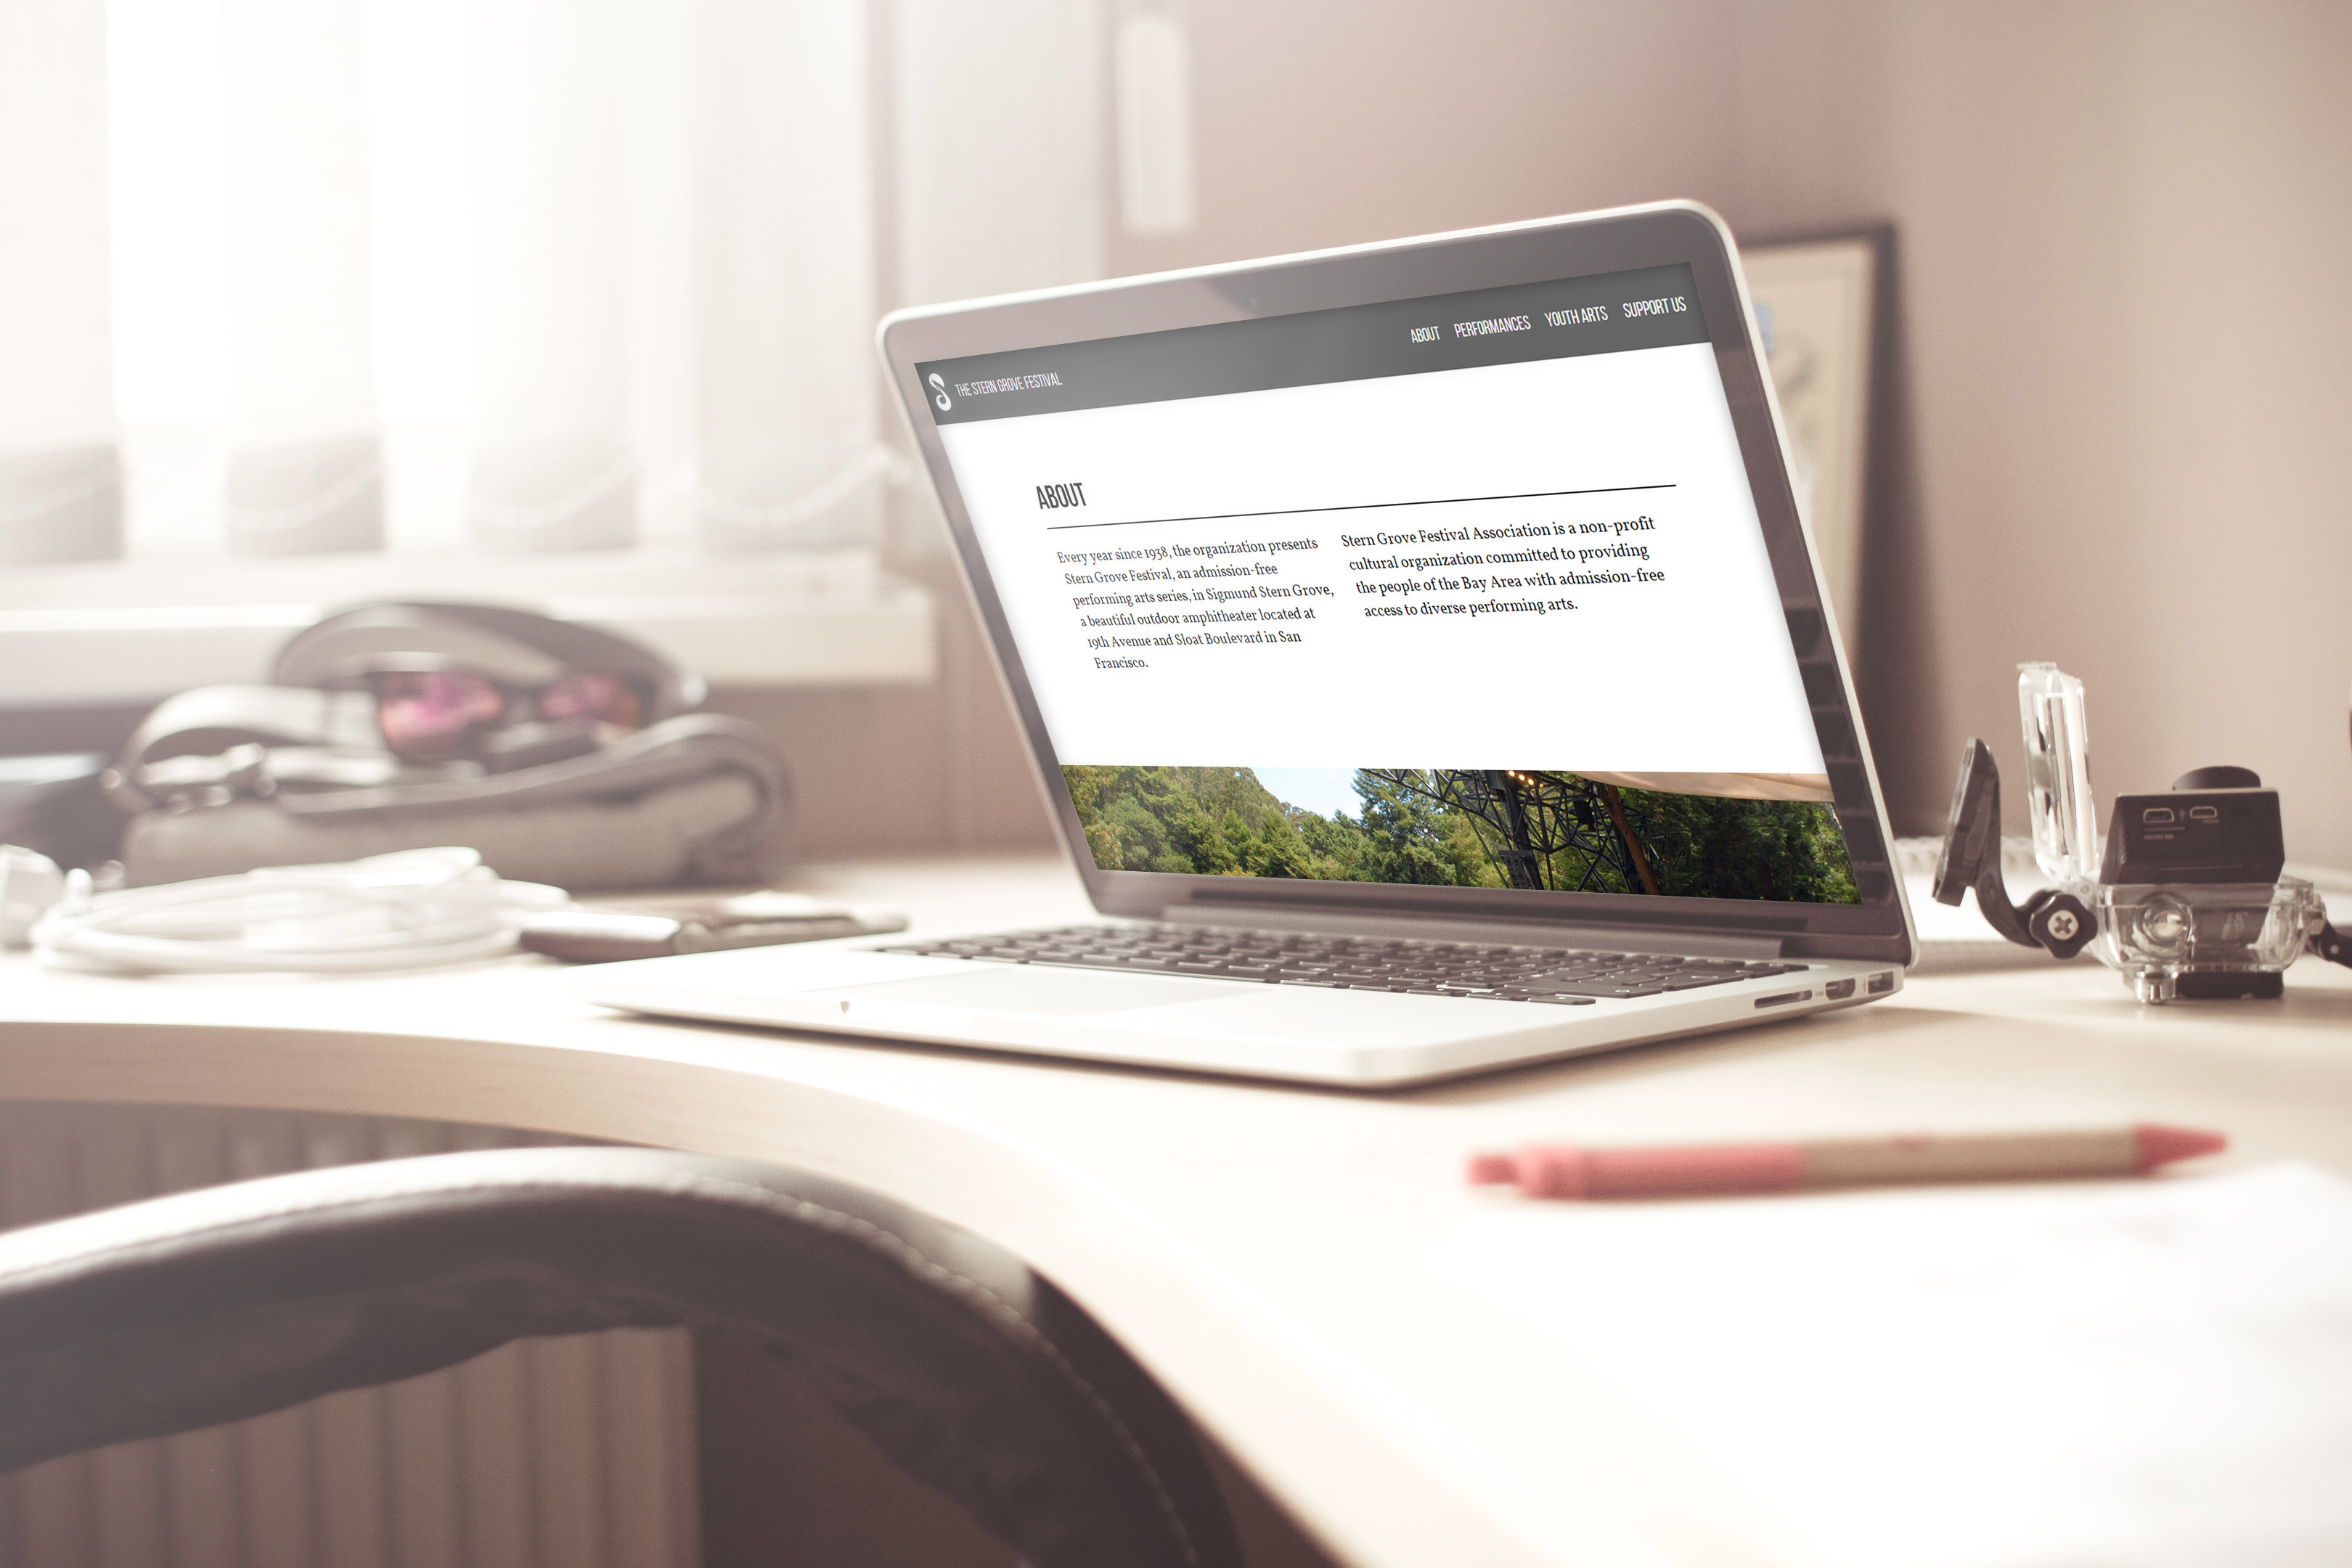 THE STERN GROVE FESTIVAL
ABOUT PERFORMANCES YOUTH ARTS SUPPORT US
ABOUT
Every year since 1938, the organization presents
Stern Grove Festival, an admission-free
performing arts series, in Sigmund Stern Grove,
a beautiful outdoor amphitheater located at
19th Avenue and Sloat Boulevard in San
Francisco.
Stern Grove Festival Association is a non-profit
cultural organization committed to providing
the people of the Bay Area with admission-free
access to diverse performing arts.